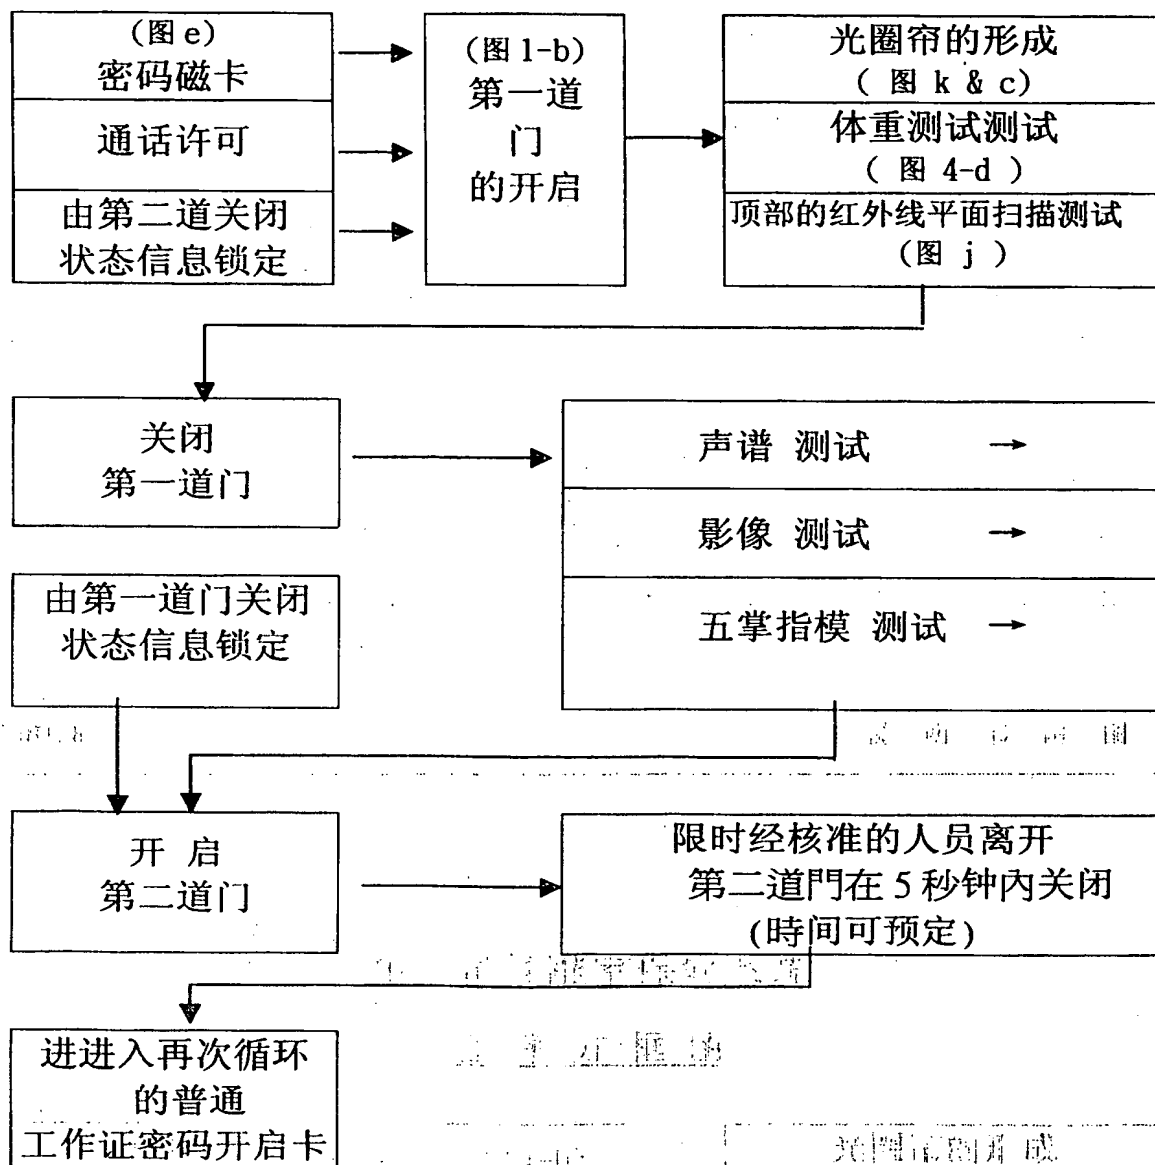 (图 e)
密码磁卡
通话许可
由第二道关闭
状态信息锁定
(图 1-b)
第一道
门
的开启
光圈帘的形成
( 图 k & c)
体重测试测试
( 图 4-d )
顶部的红外线平面扫描测试
(图 j )
关闭
第一道门
声谱 测试 →
影像 测试 →
五掌指模 测试 →
由第一道门关闭
状态信息锁定
开 启
第二道门
限时经核准的人员离开
第二道門在 5 秒钟內关闭
(時间可预定)
进进入再次循环
的普通
工作证密码开启卡